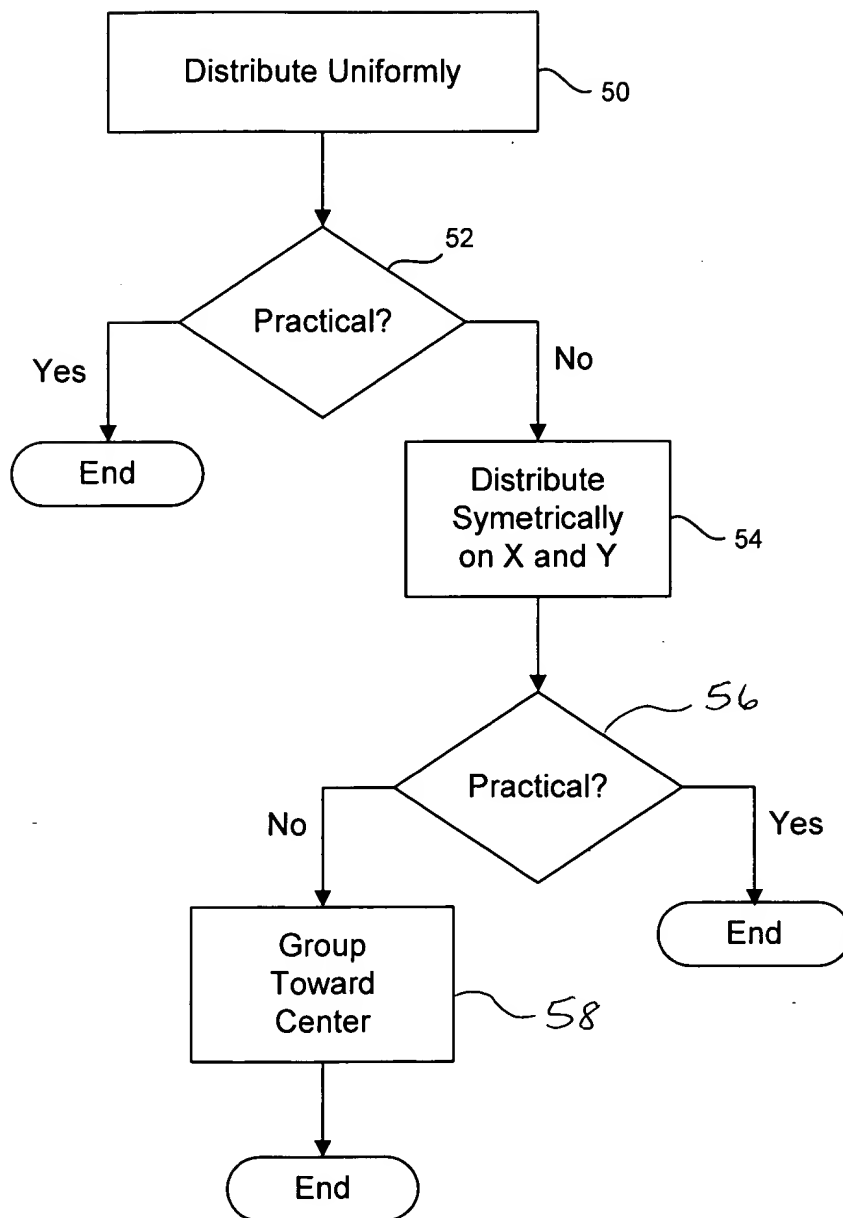 Distribute Uniformly
50
52
Practical?
Yes
No
End
Distribute
Symetrically
on X and Y
54
56
Practical?
No
Yes
Group
Toward
Center
End
58
End